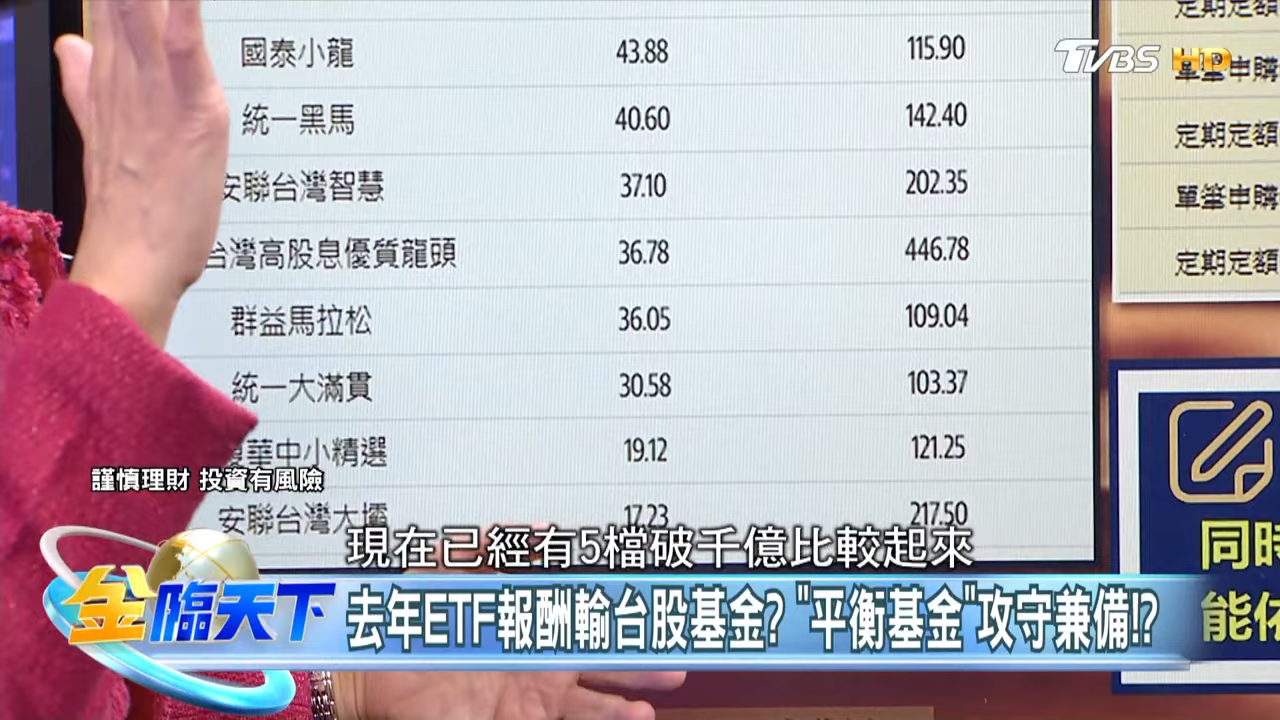 國泰小龍 43.88 115.90
統一黑馬 40.60 142.40
安聯台灣智慧 37.10 202.35
台灣高股息優質龍頭 36.78 446.78
群益馬拉松 36.05 109.04
統一大滿貫 30.58 103.37
復華中小精選 19.12 121.25
安聯台灣大壩 17.23 217.50
TVBS HD
定期定額
單筆申購
定期定額
單筆申購
定期定額
同時
能依
謹慎理財 投資有風險
現在已經有5檔破千億比較起來
金臨天下
去年ETF報酬輸台股基金?"平衡基金"攻守兼備!?